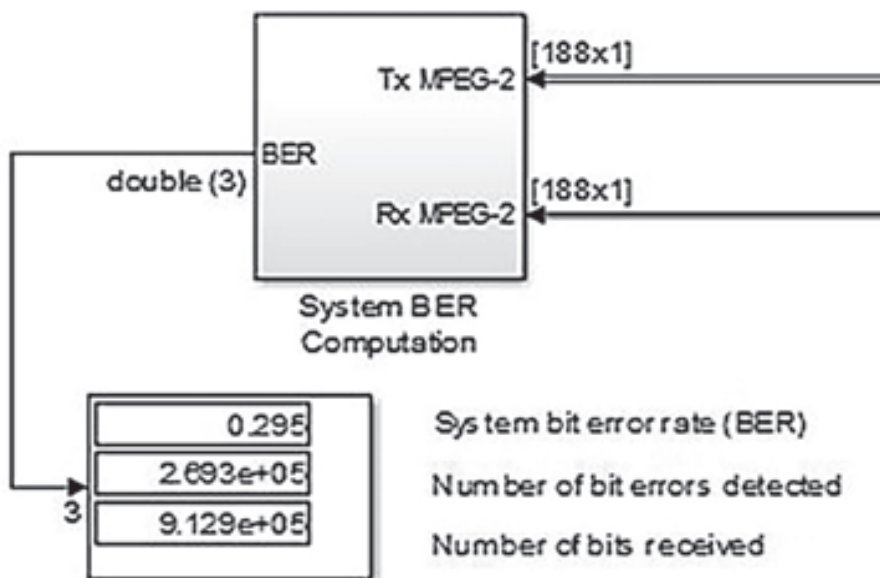 [188x1]
Tx MPEG-2
BER
double (3)
[188x1]
Rx MPEG-2
System BER
Computation
0.295
System bit error rate (BER)
2.693e+05
Number of bit errors detected
3
9.129e+05
Number of bits received